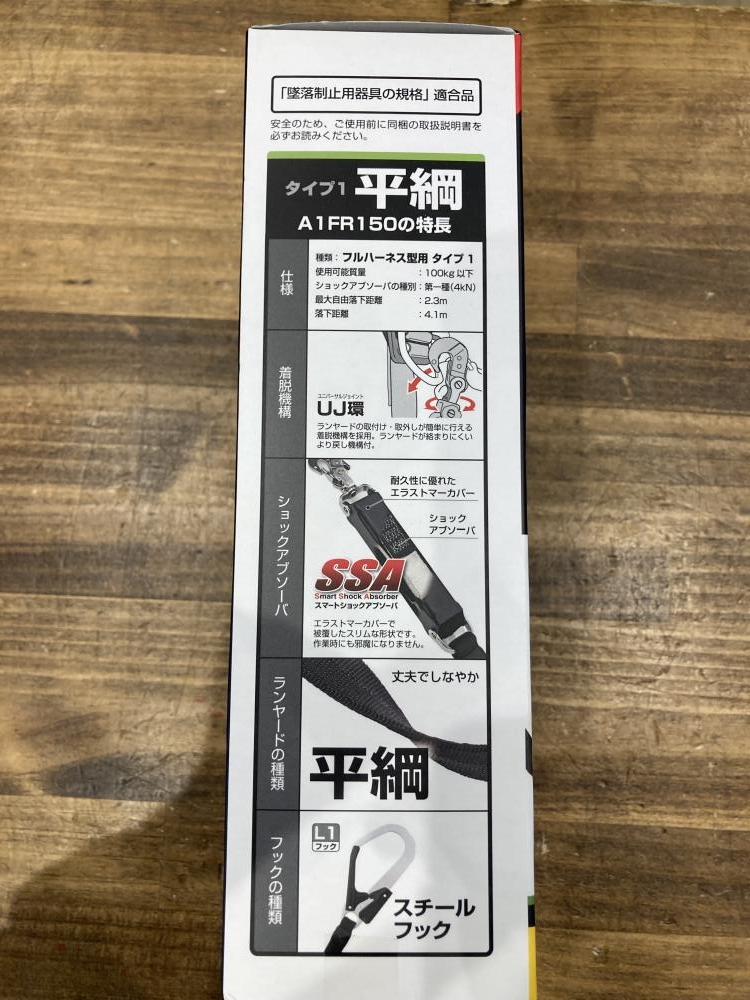 「墜落制止用器具の規格」適合品
安全のため、ご使用前に同梱の取扱説明書を
必ずお読みください。
タイプ1 平綱
A1FR150の特長
仕様
種類：フルハーネス型用 タイプ1
使用可能質量 ：100kg以下
ショックアブソーバの種別：第一種(4kN)
最大自由落下距離 ：2.3m
落下距離 ：4.1m
着脱機構
ユニバーサルジョイント
UJ環
ランヤードの取付け・取外しが簡単に行える
着脱機構を採用。ランヤードが絡まりにくい
より戻し機構付。
ショックアブソーバ
耐久性に優れた
エラストマーカバー
ショック
アブソーバ
SSA
Smart Shock Absorber
スマートショックアブソーバ
エラストマーカバーで
被覆したスリムな形状です。
作業時にも邪魔になりません。
ランヤードの種類
丈夫でしなやか
平綱
フックの種類
L1
フック
スチール
フック